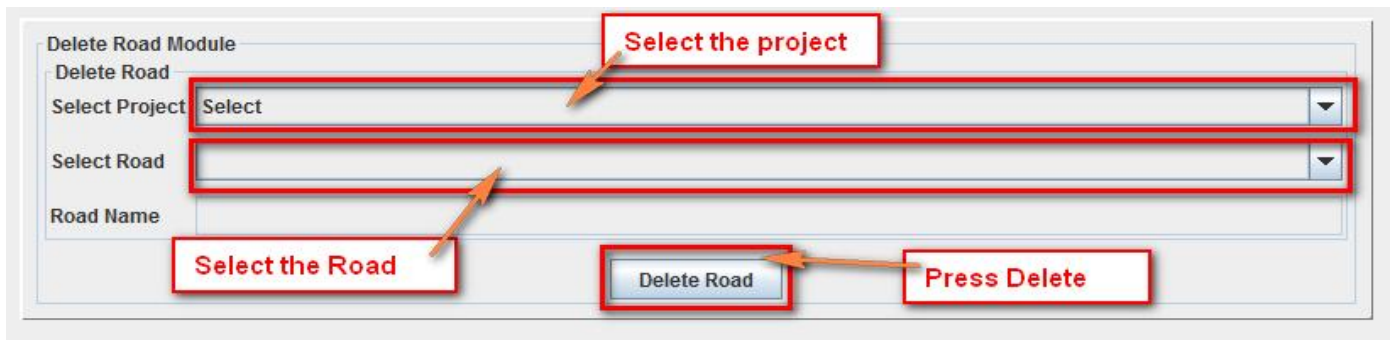 Select the project
Delete Road Module
Delete Road
Select Project Select
Select Road
Road Name
Select the Road
Delete Road
Press Delete